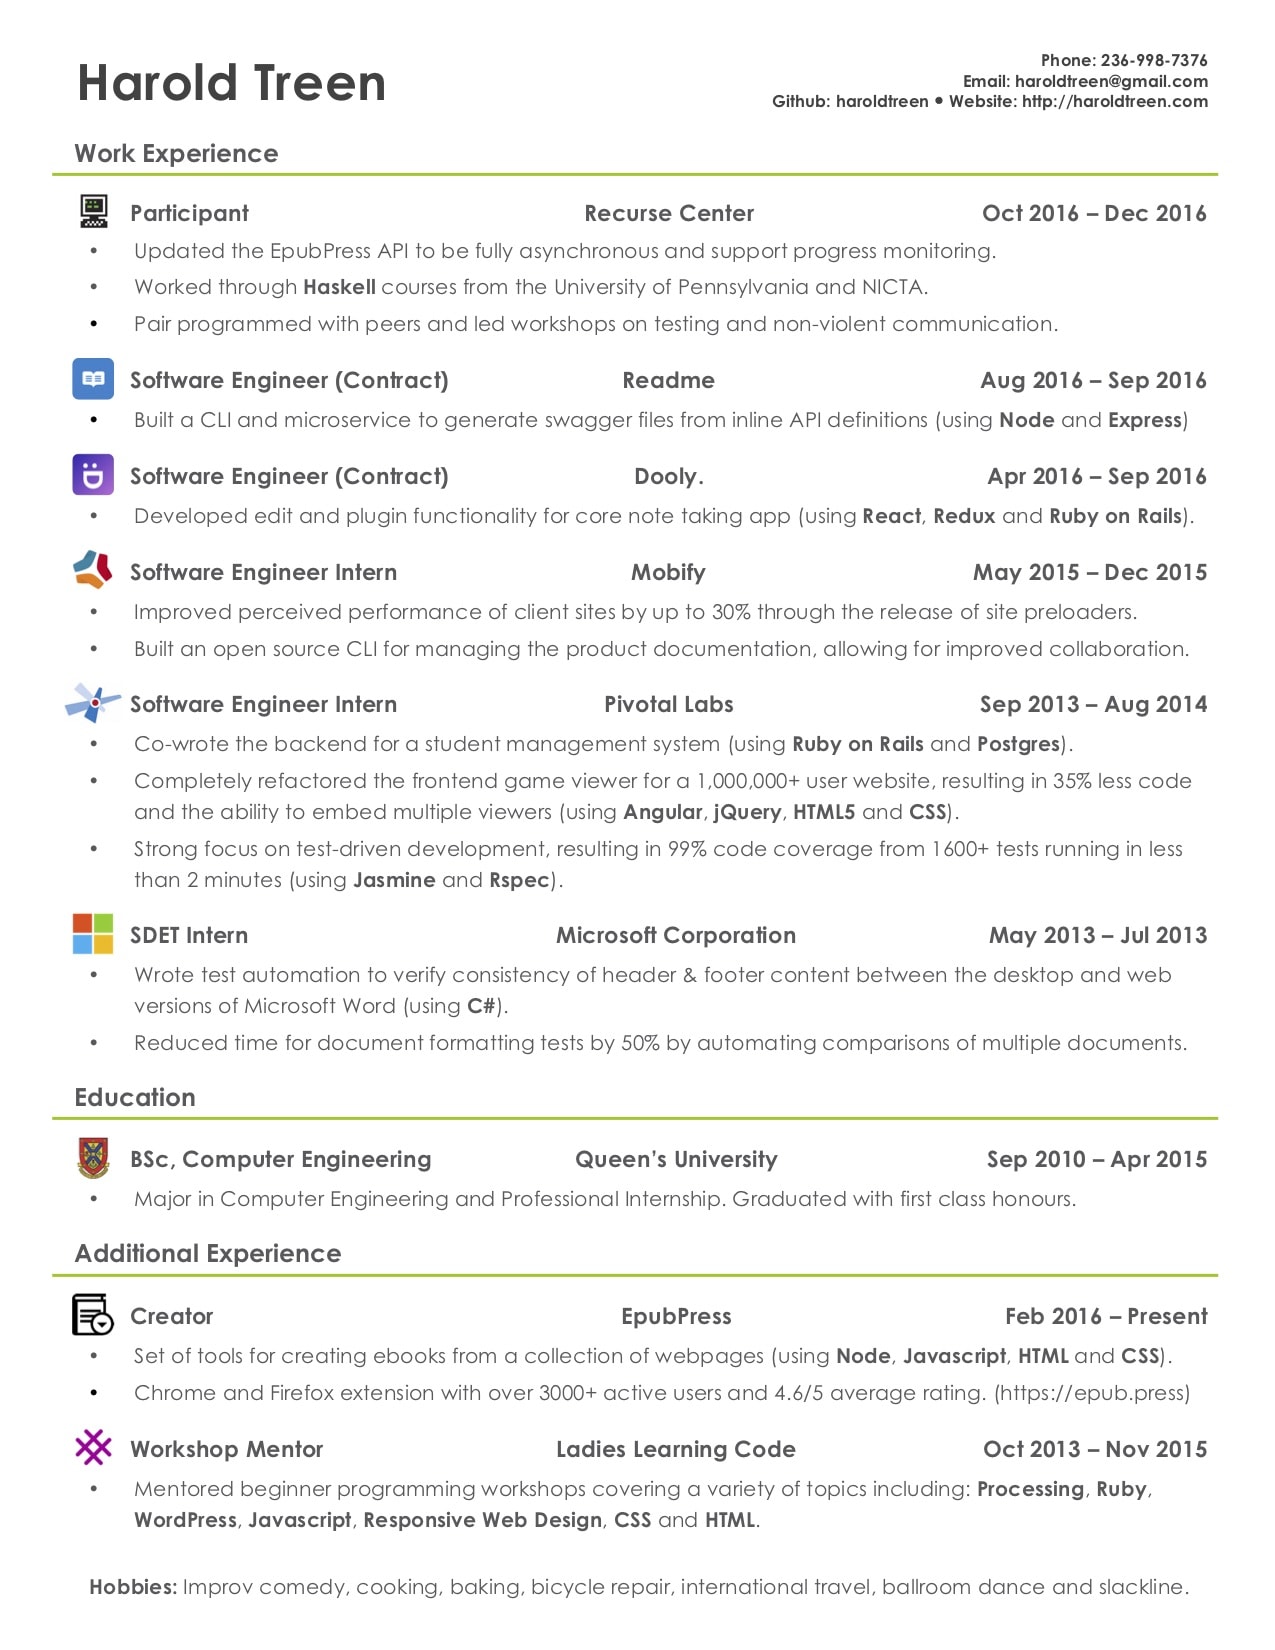 Harold Treen
Phone: 236-998-7376
Email: haroldtreen@gmail.com
Github: haroldtreen • Website: http://haroldtreen.com
Work Experience
Participant Recurse Center Oct 2016 – Dec 2016
• Updated the EpubPress API to be fully asynchronous and support progress monitoring.
• Worked through Haskell courses from the University of Pennsylvania and NICTA.
• Pair programmed with peers and led workshops on testing and non-violent communication.
Software Engineer (Contract) Readme Aug 2016 – Sep 2016
• Built a CLI and microservice to generate swagger files from inline API definitions (using Node and Express)
Software Engineer (Contract) Dooly. Apr 2016 – Sep 2016
• Developed edit and plugin functionality for core note taking app (using React, Redux and Ruby on Rails).
Software Engineer Intern Mobify May 2015 – Dec 2015
• Improved perceived performance of client sites by up to 30% through the release of site preloaders.
• Built an open source CLI for managing the product documentation, allowing for improved collaboration.
Software Engineer Intern Pivotal Labs Sep 2013 – Aug 2014
• Co-wrote the backend for a student management system (using Ruby on Rails and Postgres).
• Completely refactored the frontend game viewer for a 1,000,000+ user website, resulting in 35% less code
and the ability to embed multiple viewers (using Angular, jQuery, HTML5 and CSS).
• Strong focus on test-driven development, resulting in 99% code coverage from 1600+ tests running in less
than 2 minutes (using Jasmine and Rspec).
SDET Intern Microsoft Corporation May 2013 – Jul 2013
• Wrote test automation to verify consistency of header & footer content between the desktop and web
versions of Microsoft Word (using C#).
• Reduced time for document formatting tests by 50% by automating comparisons of multiple documents.
Education
BSc, Computer Engineering Queen’s University Sep 2010 – Apr 2015
• Major in Computer Engineering and Professional Internship. Graduated with first class honours.
Additional Experience
Creator EpubPress Feb 2016 – Present
• Set of tools for creating ebooks from a collection of webpages (using Node, Javascript, HTML and CSS).
• Chrome and Firefox extension with over 3000+ active users and 4.6/5 average rating. (https://epub.press)
Workshop Mentor Ladies Learning Code Oct 2013 – Nov 2015
• Mentored beginner programming workshops covering a variety of topics including: Processing, Ruby,
WordPress, Javascript, Responsive Web Design, CSS and HTML.
Hobbies: Improv comedy, cooking, baking, bicycle repair, international travel, ballroom dance and slackline.